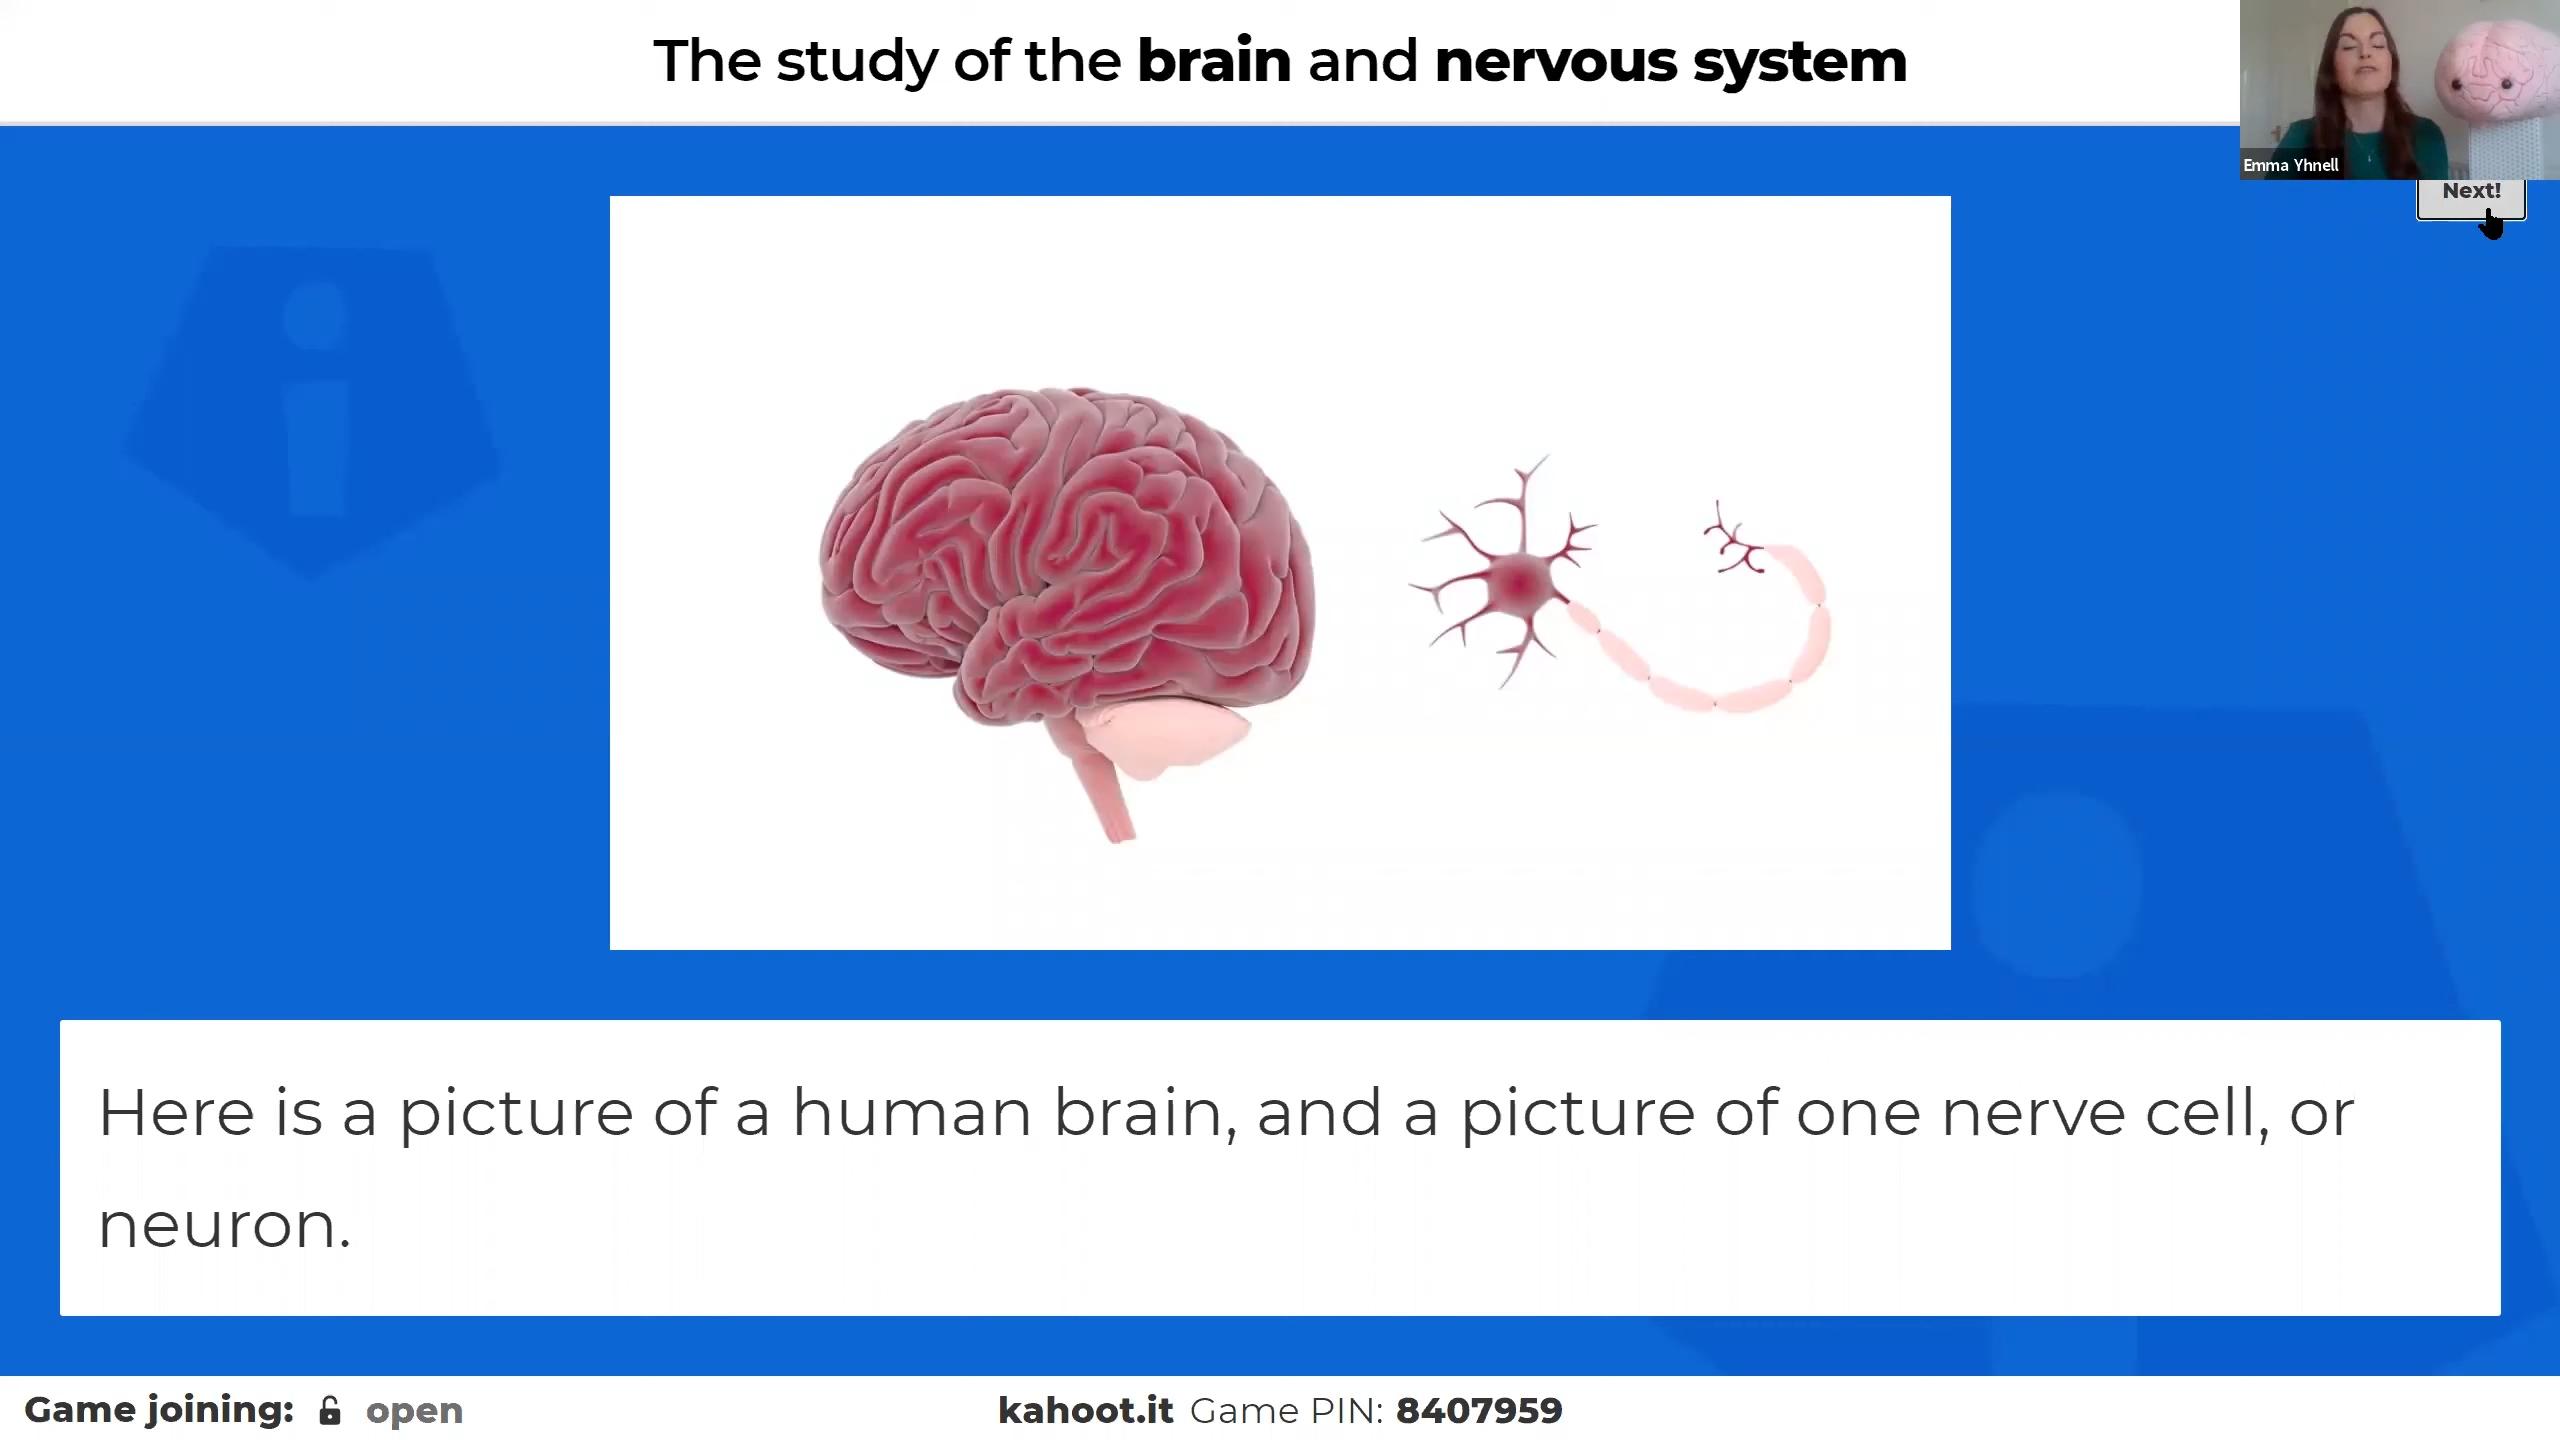 The study of the brain and nervous system
Emma Yhnell
Next!
Here is a picture of a human brain, and a picture of one nerve cell, or
neuron.
Game joining: open
kahoot.it Game PIN: 8407959